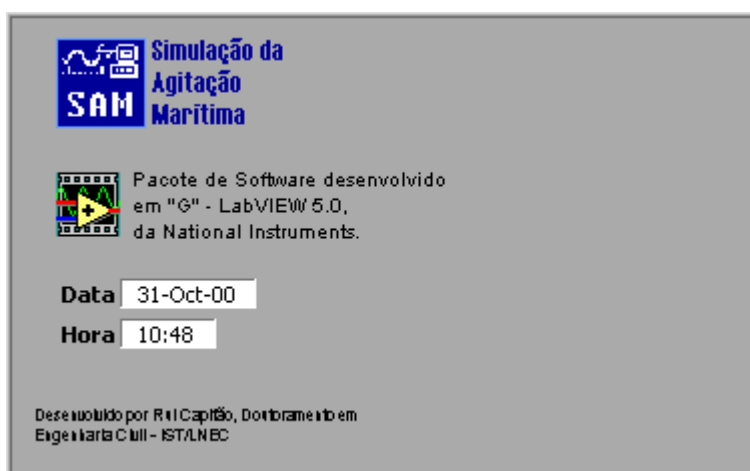 SAM
Simulação da
Agitação
Marítima
Pacote de Software desenvolvido
em "G" - LabVIEW 5.0,
da National Instruments.
Data 31-Oct-00
Hora 10:48
Desenvolvido por Rui Capitão, Doutoramento em
Engenharia Civil - IST/LNEC